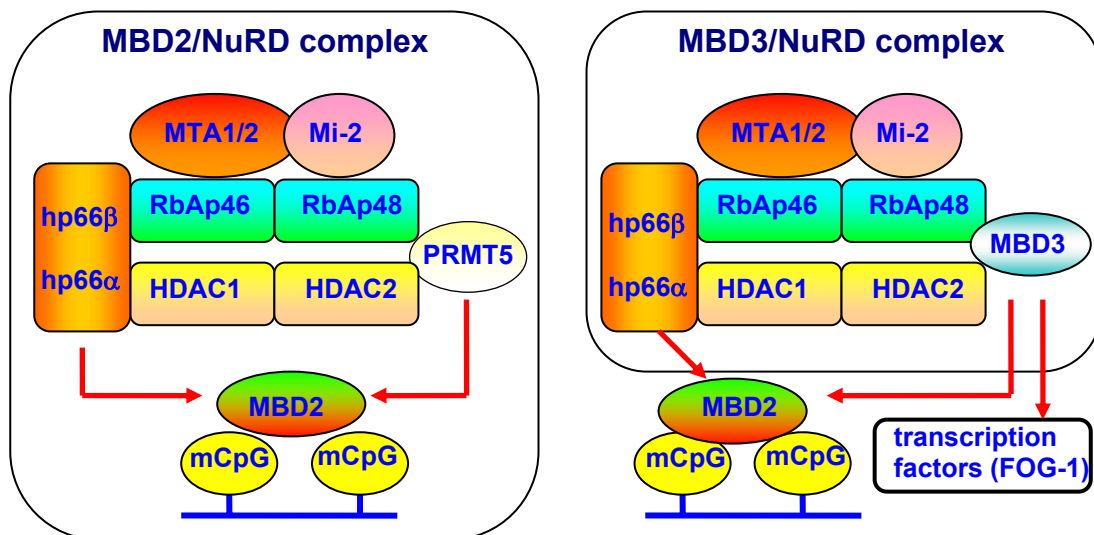 MBD2/NuRD complex
MTA1/2
Mi-2
hp66β
RbAp46
RbAp48
PRMT5
hp66α
HDAC1
HDAC2
MBD2
mCpG
mCpG
MBD3/NuRD complex
MTA1/2
Mi-2
hp66β
RbAp46
RbAp48
MBD3
hp66α
HDAC1
HDAC2
MBD2
mCpG
mCpG
transcription
factors (FOG-1)